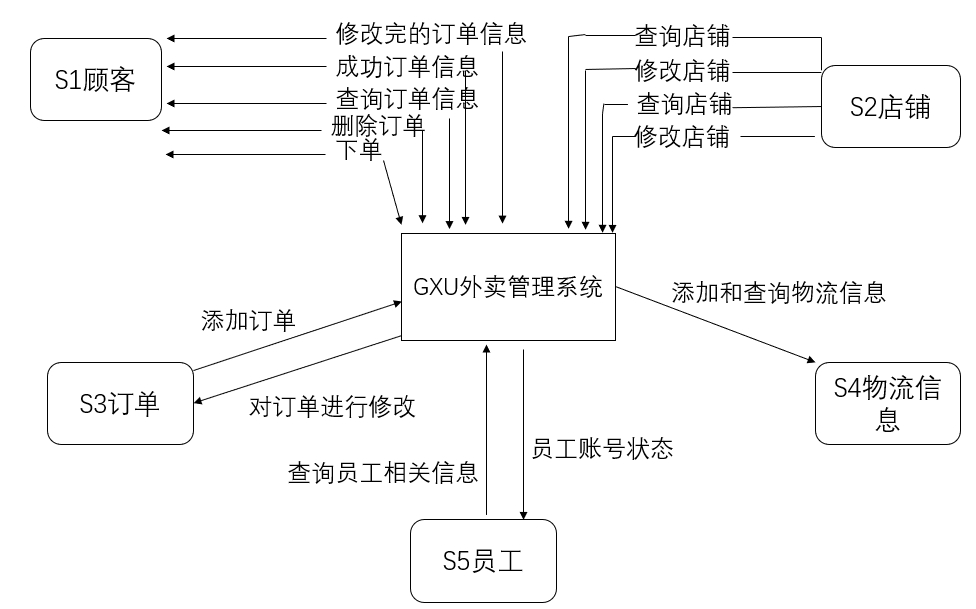 修改完的订单信息
成功订单信息
查询订单信息
删除订单
下单
S1顾客
查询店铺
修改店铺
查询店铺
修改店铺
S2店铺
GXU外卖管理系统
添加和查询物流信息
添加订单
S3订单
对订单进行修改
S4物流信
息
员工账号状态
查询员工相关信息
S5员工